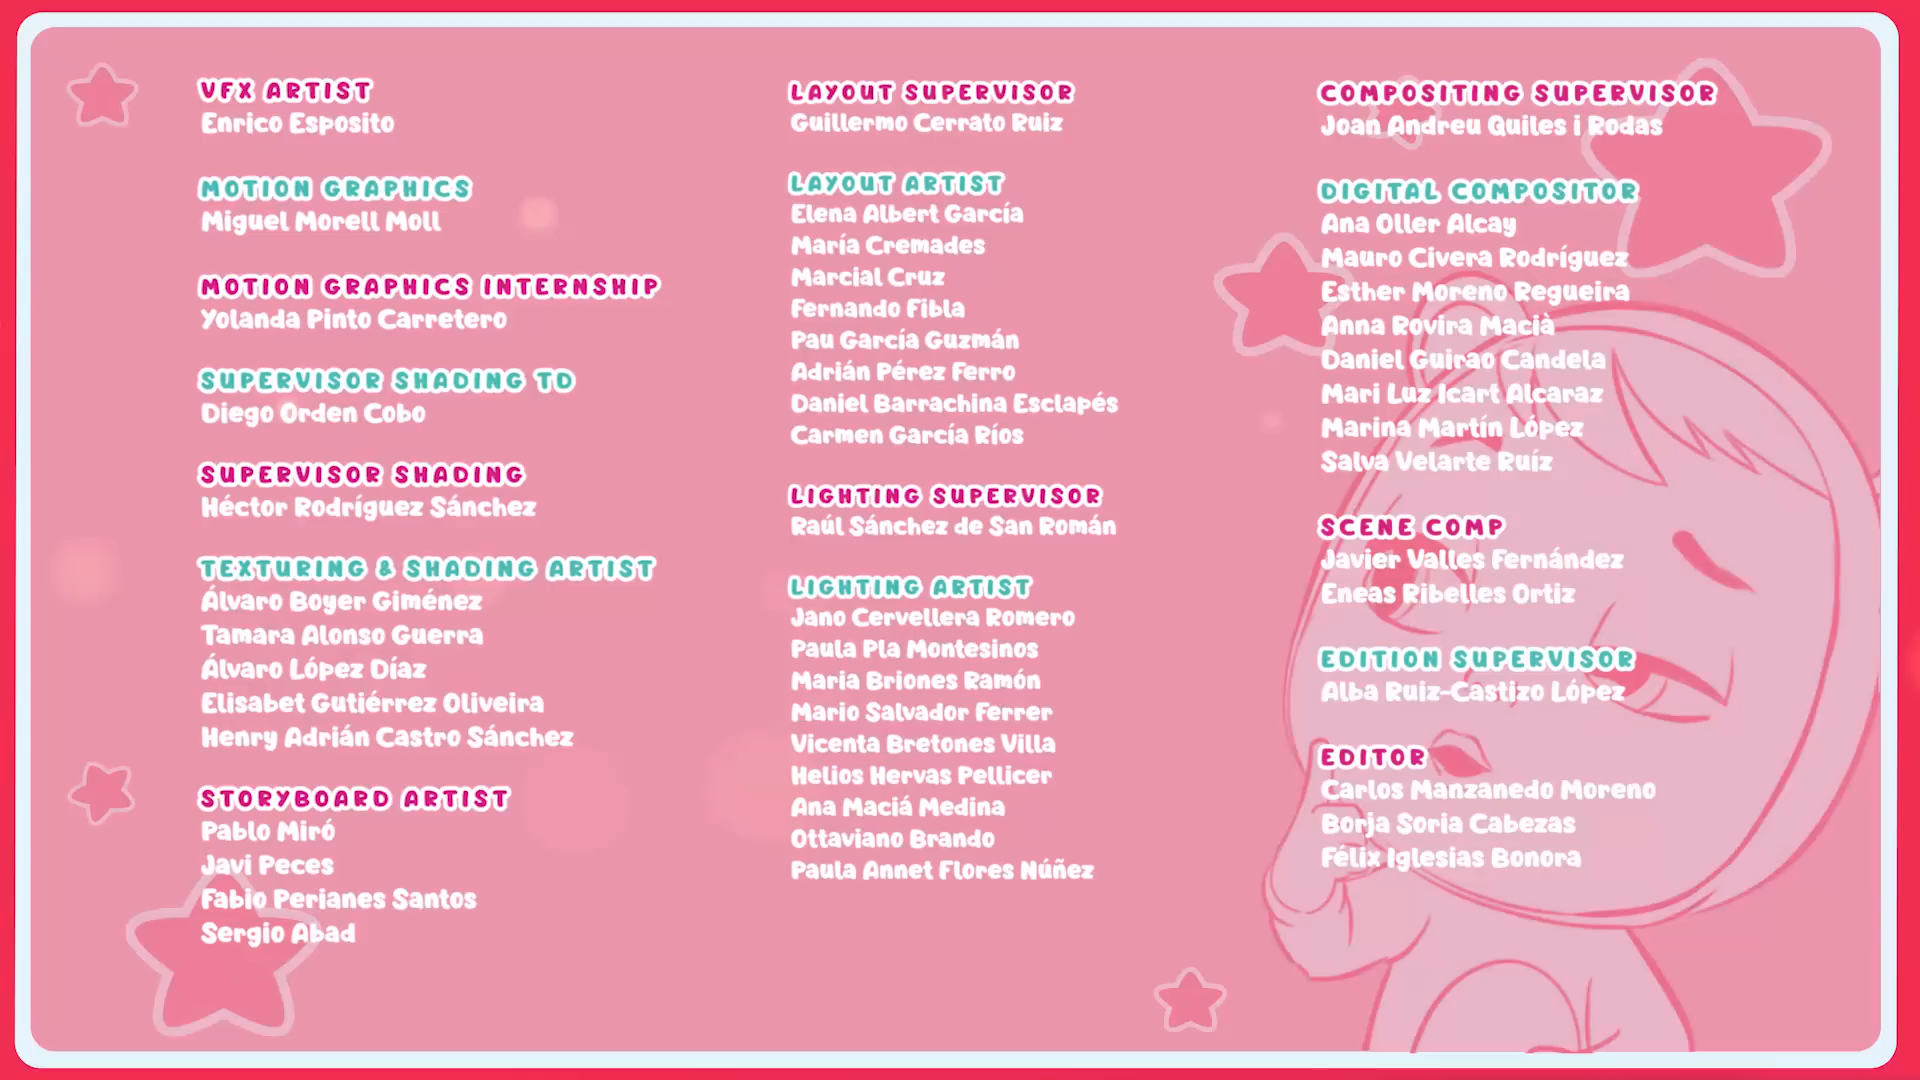 VFX ARTIST
Enrico Esposito
MOTION GRAPHICS
Miguel Morell Moll
MOTION GRAPHICS INTERNSHIP
Yolanda Pinto Carretero
SUPERVISOR SHADING TD
Diego Orden Cobo
SUPERVISOR SHADING
Héctor Rodríguez Sánchez
TEXTURING & SHADING ARTIST
Álvaro Boyer Giménez
Tamara Alonso Guerra
Álvaro López Díaz
Elisabet Gutiérrez Oliveira
Henry Adrián Castro Sánchez
STORYBOARD ARTIST
Pablo Miró
Javi Peces
Fabio Perianes Santos
Sergio Abad
LAYOUT SUPERVISOR
Guillermo Cerrato Ruiz
LAYOUT ARTIST
Elena Albert García
María Cremades
Marcial Cruz
Fernando Fibla
Pau García Guzmán
Adrián Pérez Ferro
Daniel Barrachina Esclapés
Carmen García Ríos
LIGHTING SUPERVISOR
Raúl Sánchez de San Román
LIGHTING ARTIST
Jano Cervellera Romero
Paula Pla Montesinos
Maria Briones Ramón
Mario Salvador Ferrer
Vicenta Bretones Villa
Helios Hervas Pellicer
Ana Maciá Medina
Ottaviano Brando
Paula Annet Flores Núñez
COMPOSITING SUPERVISOR
Joan Andreu Quiles i Rodas
DIGITAL COMPOSITOR
Ana Oller Alcay
Mauro Civera Rodríguez
Esther Moreno Regueira
Anna Rovira Macià
Daniel Guirao Candela
Mari Luz Icart Alcaraz
Marina Martín López
Salva Velarte Ruíz
SCENE COMP
Javier Valles Fernández
Eneas Ribelles Ortiz
EDITION SUPERVISOR
Alba Ruiz-Castizo López
EDITOR
Carlos Manzanedo Moreno
Borja Soria Cabezas
Félix Iglesias Bonora